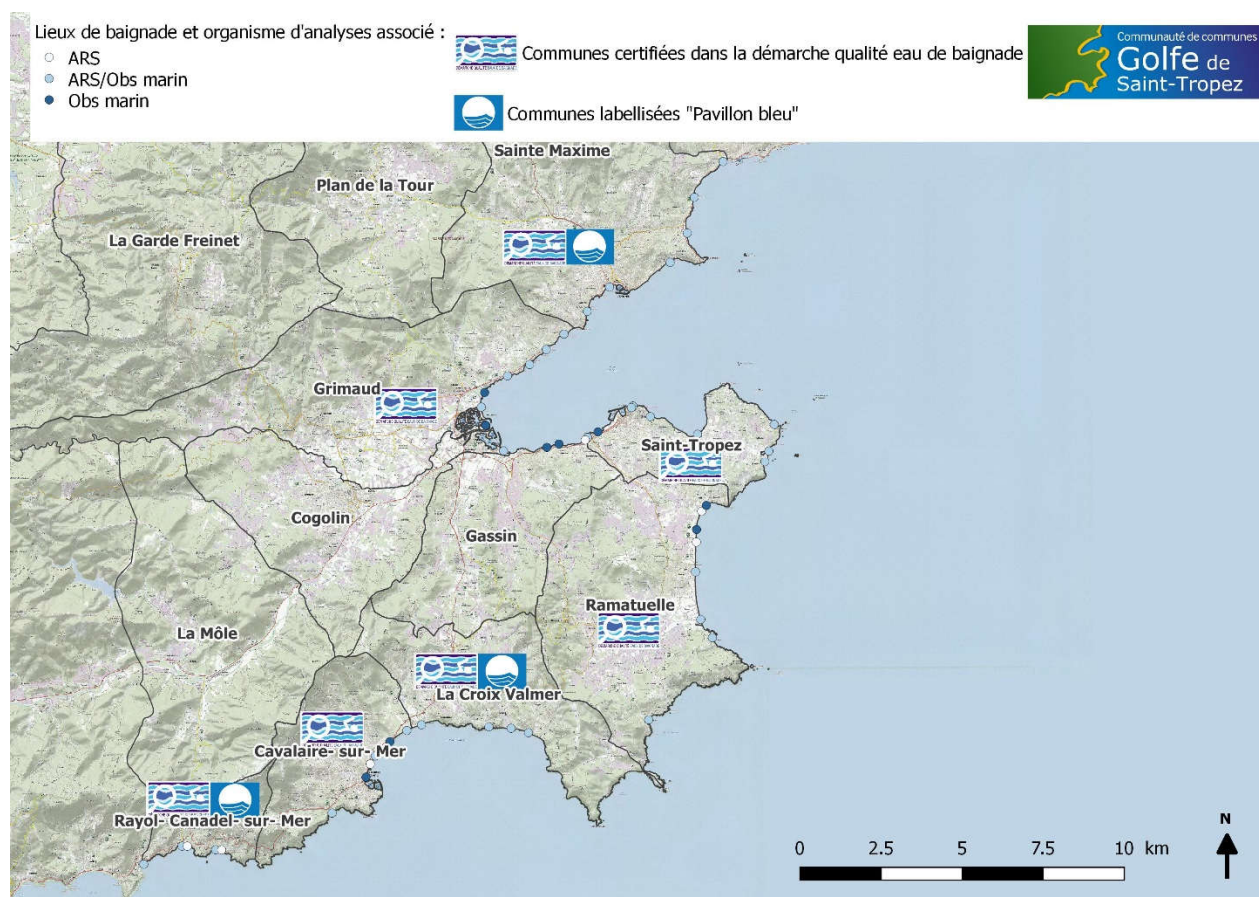 Lieux de baignade et organisme d'analyses associé :
ARS
ARS/Obs marin
Obs marin
Communes certifiées dans la démarche qualité eau de baignade
Communes labellisées "Pavillon bleu"
Communauté de communes
Golfe de
Saint-Tropez
Sainte Maxime
Plan de la Tour
La Garde Freinet
Grimaud
Saint-Tropez
Cogolin
Gassin
Ramatuelle
La Môle
La Croix Valmer
Cavalaire- sur- Mer
Rayol- Canadel- sur- Mer
N
0 2.5 5 7.5 10 km